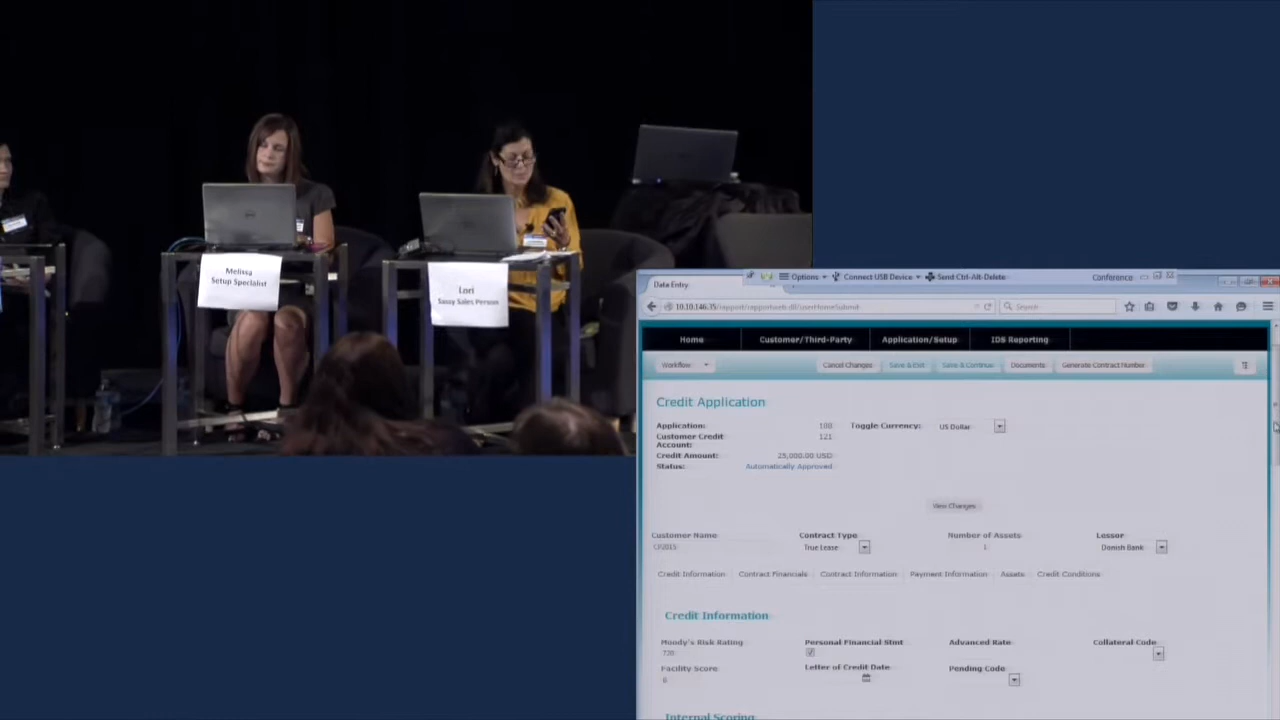 Melissa
Setup Specialist
Lori
Sassy Sales Person
Options
Connect USB Device
Send Ctrl-Alt-Delete
Conference
Data Entry
Search
Home
Customer/Third-Party
Application/Setup
IDS Reporting
Workflow
Cancel Changes
Save & Exit
Save & Continue
Documents
Generate Contract Number
Credit Application
Application: 100 Toggle Currency: US Dollar
Customer Credit Account: 121
Credit Amount: 25,000.00 USD
Status: Automatically Approved
View Changes
Customer Name Contract Type Number of Assets Lessor
CP2015 True Lease 1 Danish Bank
Credit Information Contract Financials Contract Information Payment Information Assets Credit Conditions
Credit Information
Moody's Risk Rating Personal Financial Stmt Advanced Rate Collateral Code
720
Facility Score Letter of Credit Date Pending Code
6
Internal Scoring